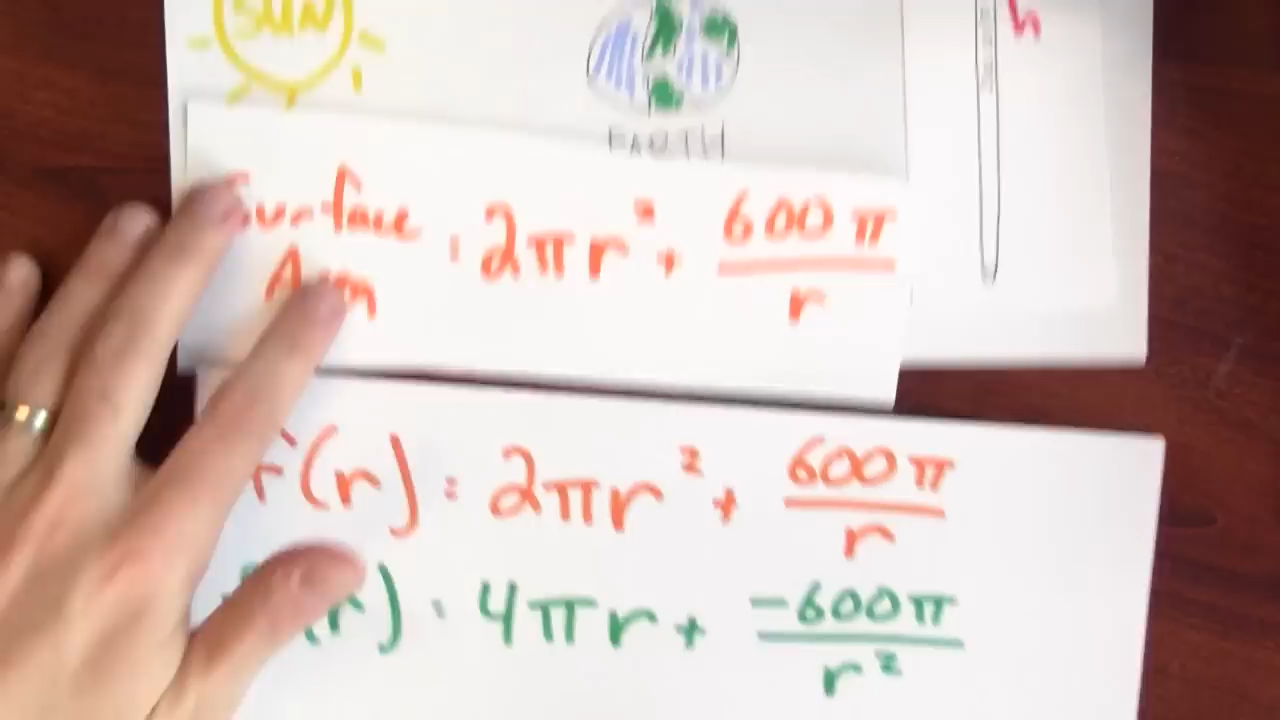 SUN
EARTH
h
Surface : 2πr² + 600π/r
Area
(r) : 2πr² + 600π/r
(r) : 4πr + -600π/r²